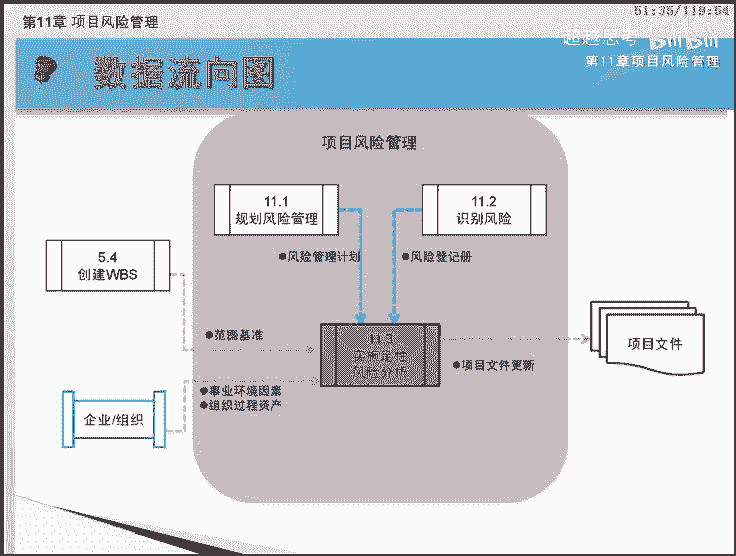 第11章 项目风险管理
51:35/119:54
超越思考 bilibili
第11章项目风险管理
数据流向图
项目风险管理
11.1
规划风险管理
11.2
识别风险
●风险管理计划
●风险登记册
5.4
创建WBS
●范围基准
11.3
实施定性
风险分析
项目文件
●项目文件更新
●事业环境因素
●组织过程资产
企业/组织